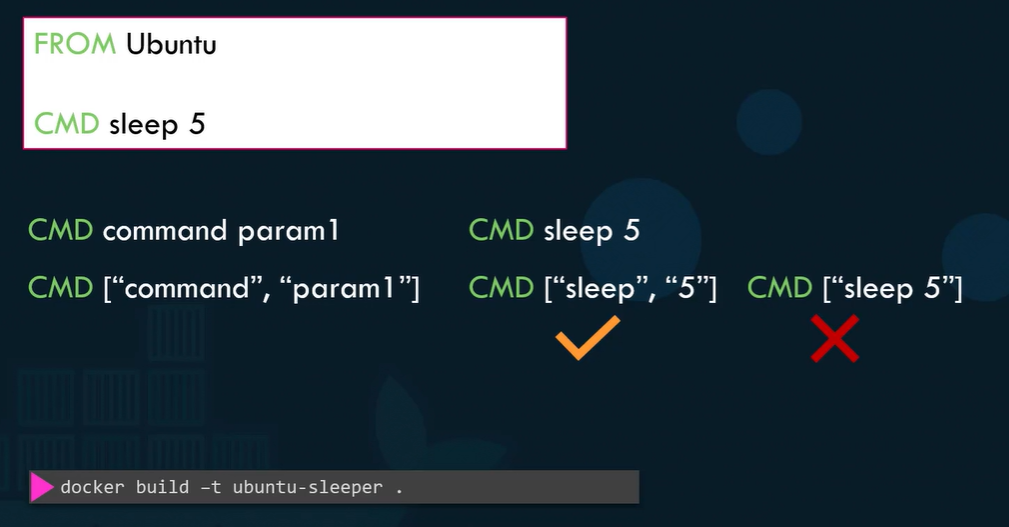 FROM Ubuntu
CMD sleep 5
CMD command param1
CMD sleep 5
CMD [“command”, “param1”]
CMD [“sleep”, “5”]
CMD [“sleep 5”]
docker build –t ubuntu-sleeper .